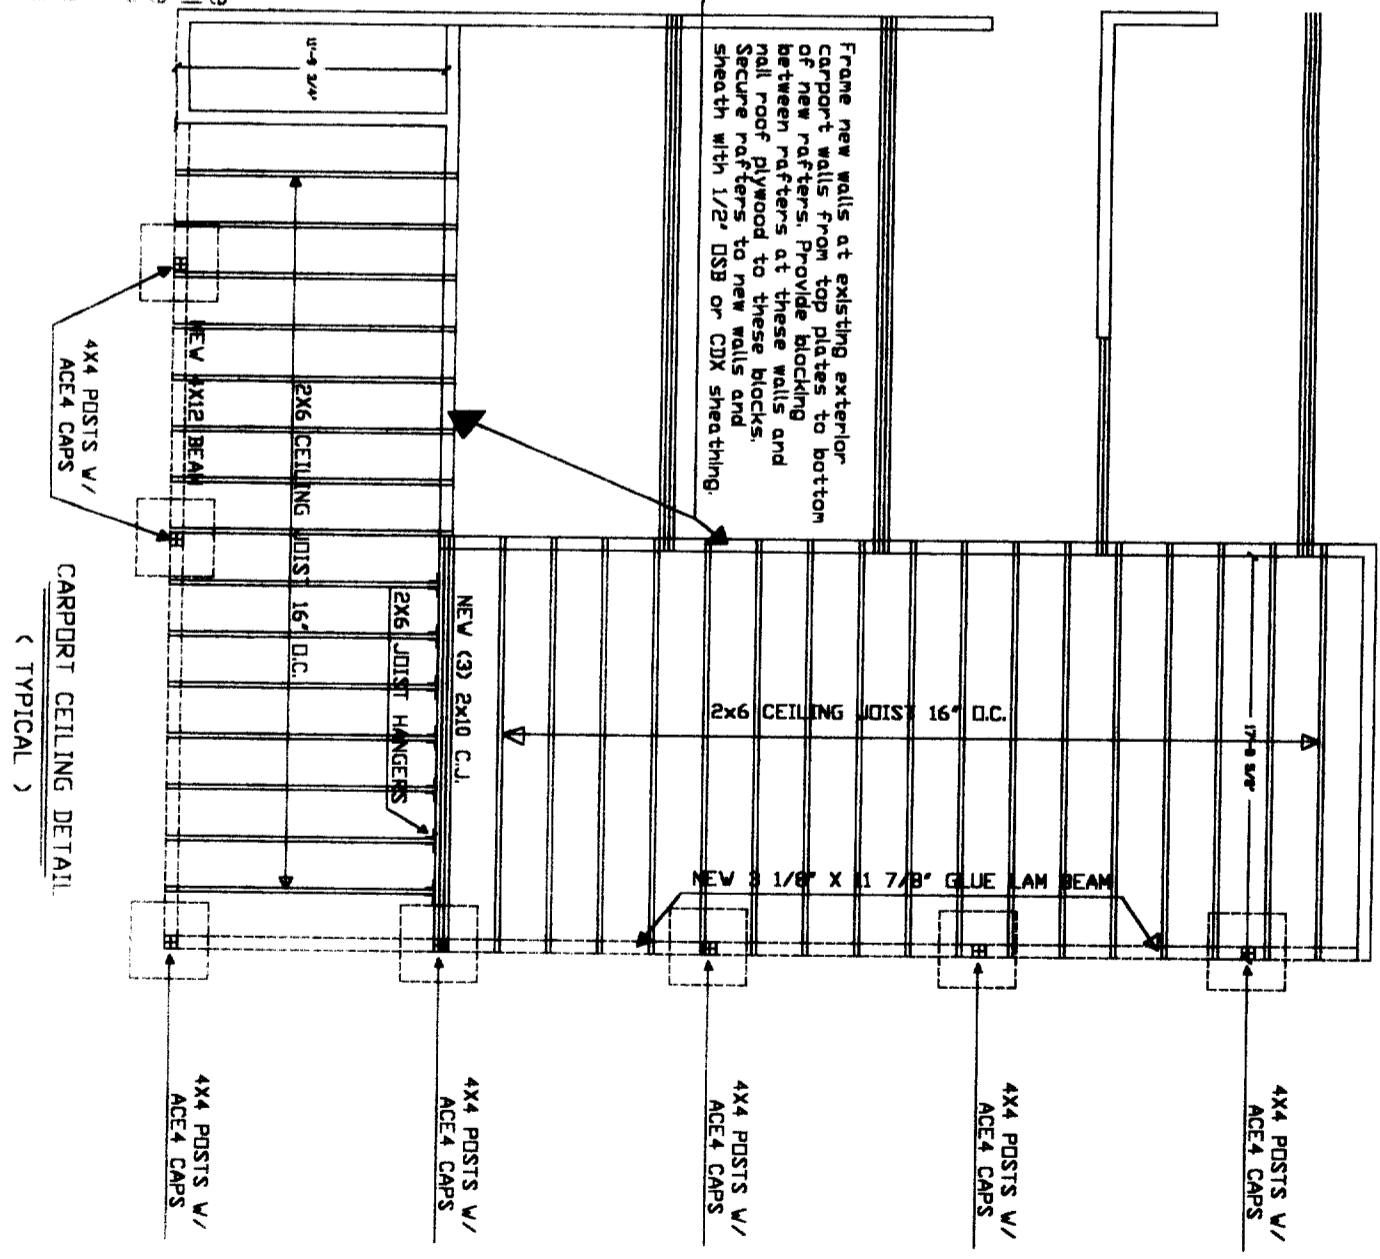 11'-9 3/4"
Frame new walls at existing exterior
carport walls from top plates to bottom
of new rafters. Provide blocking
between rafters at these walls and
nail roof plywood to these blocks.
Secure rafters to new walls and
sheath with 1/2" OSB or CDX sheathing.
4X4 POSTS W/
ACE4 CAPS
NEW 4X12 BEAM
2X6 CEILING JOIST 16" O.C.
2X6 JOIST HANGERS
NEW (3) 2x10 C.J.
2x6 CEILING JOIST 16" O.C.
NEW 3 1/8" X 11 7/8" GLUE LAM BEAM
CARPORT CEILING DETAIL
( TYPICAL )
4X4 POSTS W/
ACE4 CAPS
4X4 POSTS W/
ACE4 CAPS
4X4 POSTS W/
ACE4 CAPS
4X4 POSTS W/
ACE4 CAPS
4X4 POSTS W/
ACE4 CAPS